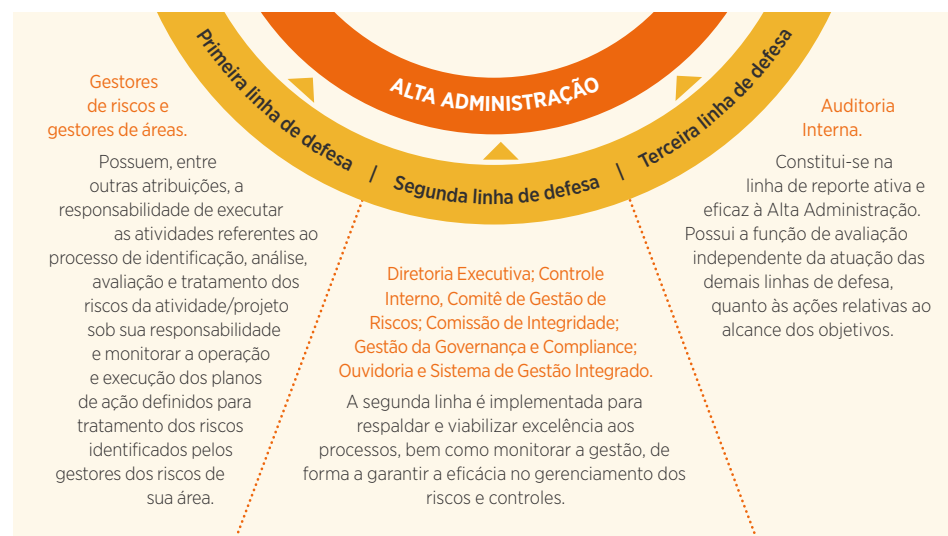 ALTA ADMINISTRAÇÃO
Primeira linha de defesa | Segunda linha de defesa | Terceira linha de defesa
Gestores
de riscos e
gestores de áreas.
Possuem, entre
outras atribuições, a
responsabilidade de executar
as atividades referentes ao
processo de identificação, análise,
avaliação e tratamento dos
riscos da atividade/projeto
sob sua responsabilidade
e monitorar a operação
e execução dos planos
de ação definidos para
tratamento dos riscos
identificados pelos
gestores dos riscos de
sua área.
Diretoria Executiva; Controle
Interno, Comitê de Gestão de
Riscos; Comissão de Integridade;
Gestão da Governança e Compliance;
Ouvidoria e Sistema de Gestão Integrado.
A segunda linha é implementada para
respaldar e viabilizar excelência aos
processos, bem como monitorar a gestão, de
forma a garantir a eficácia no gerenciamento dos
riscos e controles.
Auditoria
Interna.
Constitui-se na
linha de reporte ativa e
eficaz à Alta Administração.
Possui a função de avaliação
independente da atuação das
demais linhas de defesa,
quanto às ações relativas ao
alcance dos objetivos.